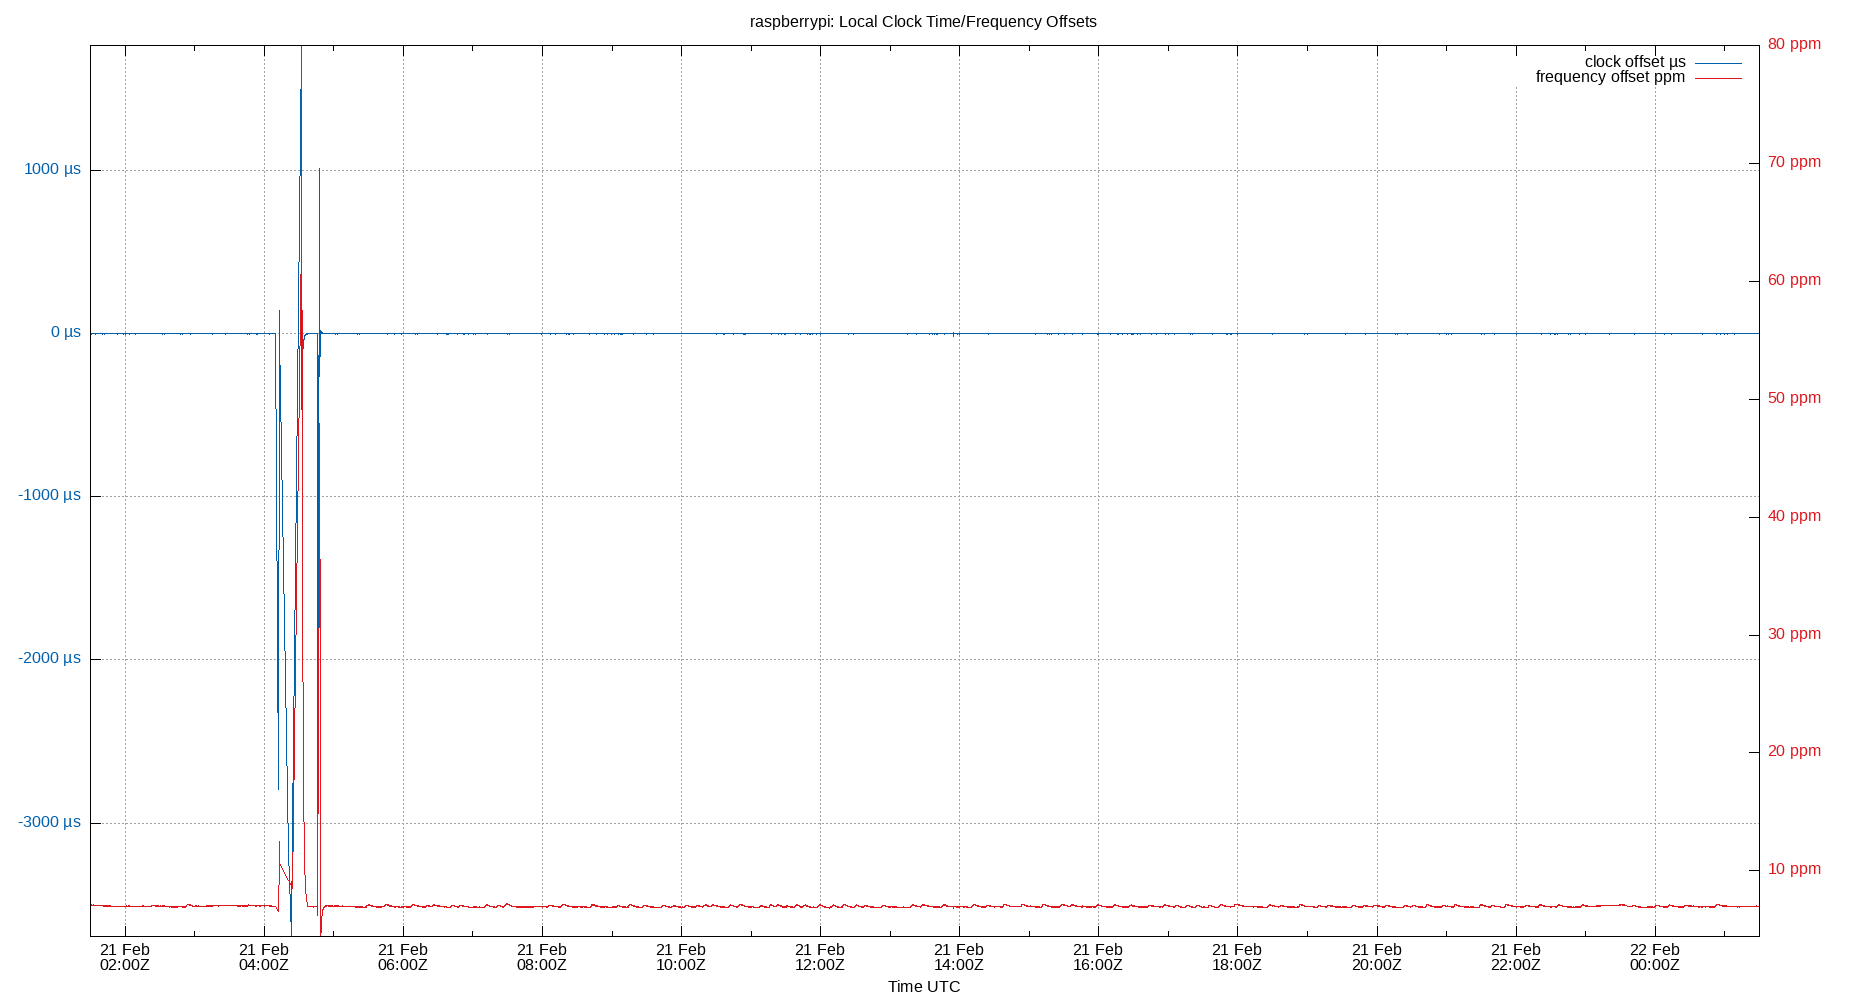 raspberrypi: Local Clock Time/Frequency Offsets
80 ppm
clock offset µs
frequency offset ppm
1000 µs
70 ppm
60 ppm
0 µs
50 ppm
-1000 µs
40 ppm
30 ppm
-2000 µs
20 ppm
-3000 µs
10 ppm
21 Feb 21 Feb 21 Feb 21 Feb 21 Feb 21 Feb 21 Feb 21 Feb 21 Feb 21 Feb 21 Feb 22 Feb
02:00Z 04:00Z 06:00Z 08:00Z 10:00Z 12:00Z 14:00Z 16:00Z 18:00Z 20:00Z 22:00Z 00:00Z
Time UTC